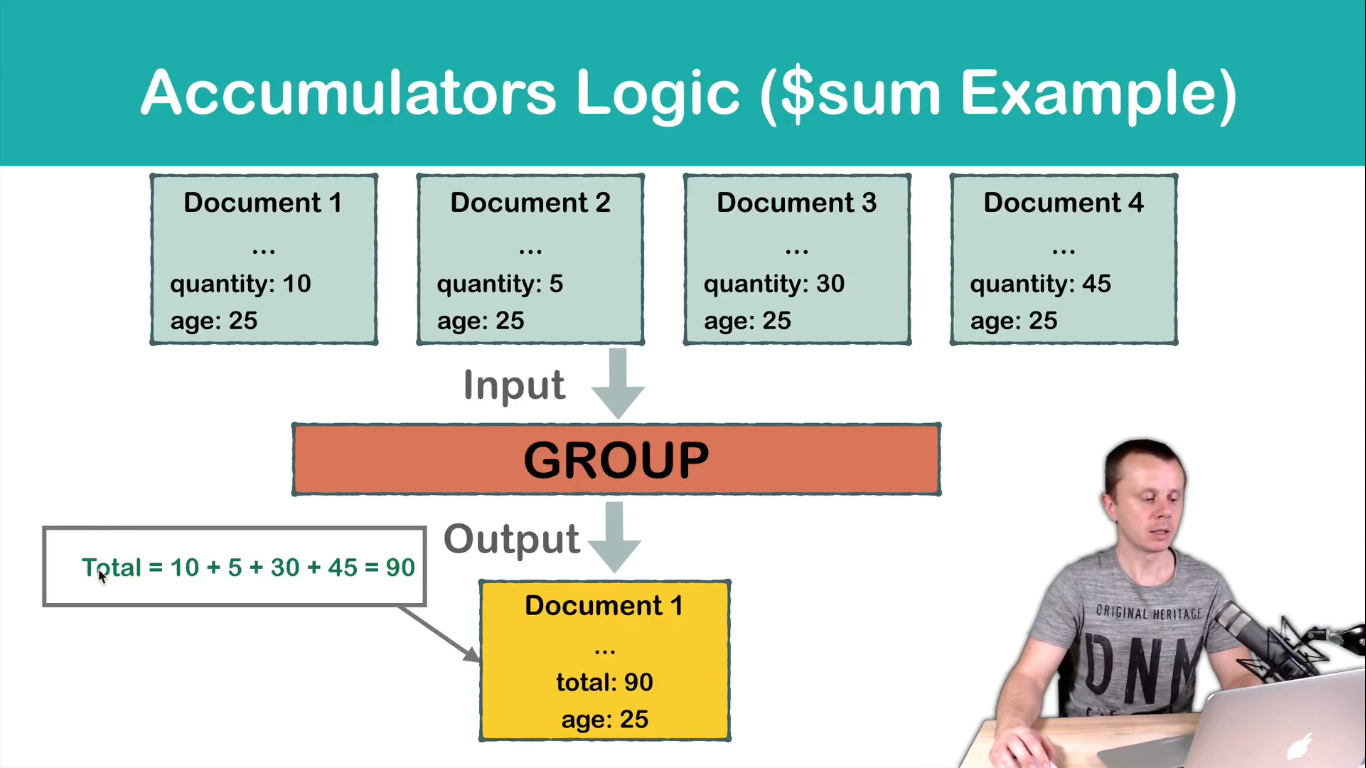 Accumulators Logic ($sum Example)
Document 1
...
quantity: 10
age: 25
Document 2
...
quantity: 5
age: 25
Document 3
...
quantity: 30
age: 25
Document 4
...
quantity: 45
age: 25
Input
GROUP
Output
Total = 10 + 5 + 30 + 45 = 90
Document 1
...
total: 90
age: 25
ORIGINAL HERITAGE
DNM